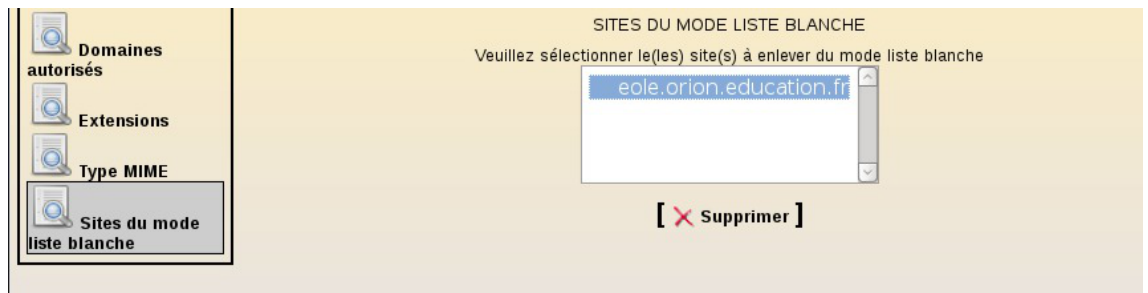 Domaines
autorisés
Extensions
Type MIME
Sites du mode
liste blanche
SITES DU MODE LISTE BLANCHE
Veuillez sélectionner le(les) site(s) à enlever du mode liste blanche
eole.orion.education.fr
[ Supprimer ]